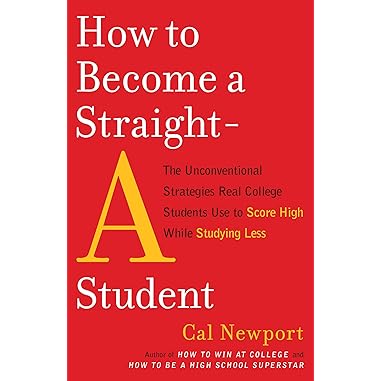 How to
Become a
Straight-
A
The Unconventional
Strategies Real College
Students Use to Score High
While Studying Less
Student
Cal Newport
Author of HOW TO WIN AT COLLEGE and
HOW TO BE A HIGH SCHOOL SUPERSTAR